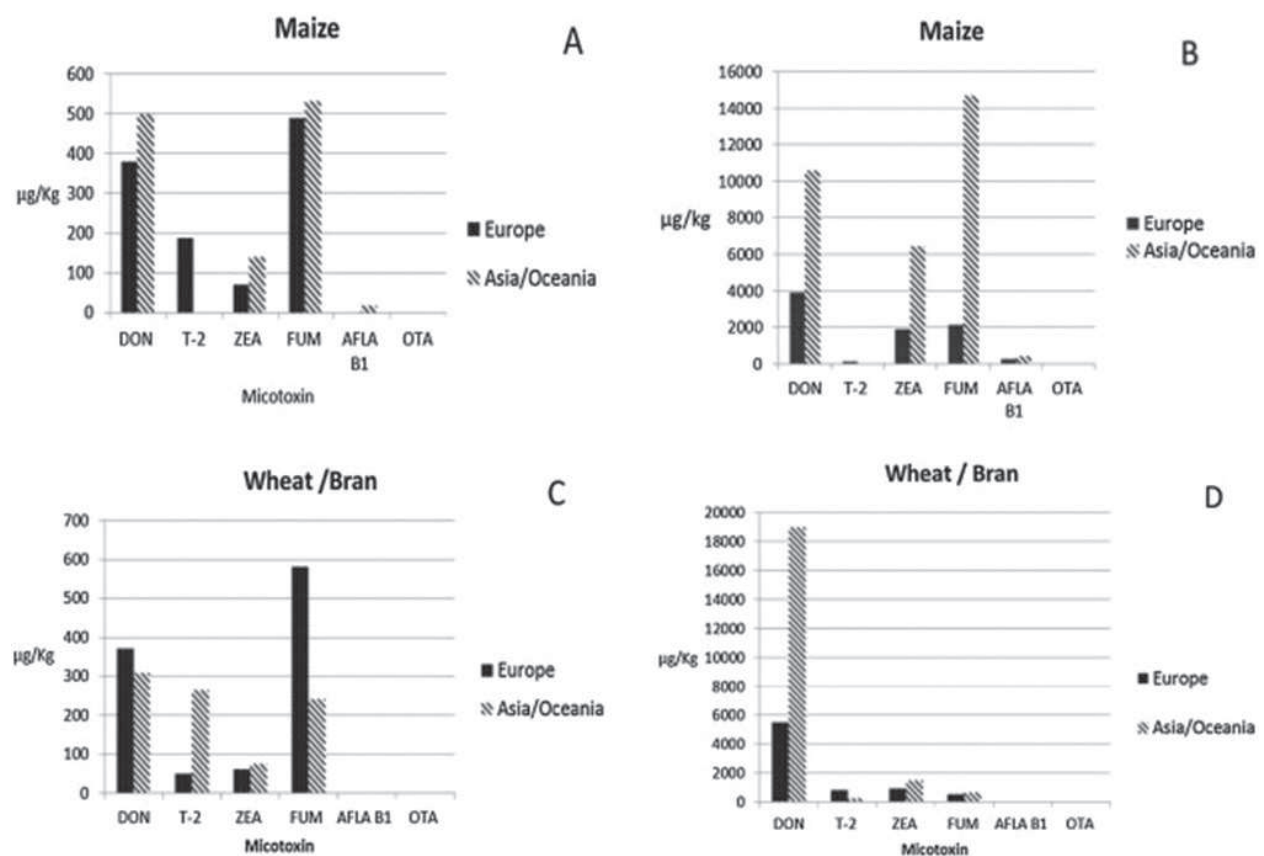 Maize
A
600
500
400
300
200
100
0
µg/Kg
DON T-2 ZEA FUM AFLA B1 OTA
Micotoxin
Europe
Asia/Oceania
Maize
B
16000
14000
12000
10000
8000
6000
4000
2000
0
µg/kg
DON T-2 ZEA FUM AFLA B1 OTA
Europe
Asia/Oceania
Wheat /Bran
C
700
600
500
400
300
200
100
0
µg/Kg
DON T-2 ZEA FUM AFLA B1 OTA
Micotoxin
Europe
Asia/Oceania
Wheat / Bran
D
20000
18000
16000
14000
12000
10000
8000
6000
4000
2000
0
µg/Kg
DON T-2 ZEA FUM AFLA B1 OTA
Micotoxin
Europe
Asia/Oceania